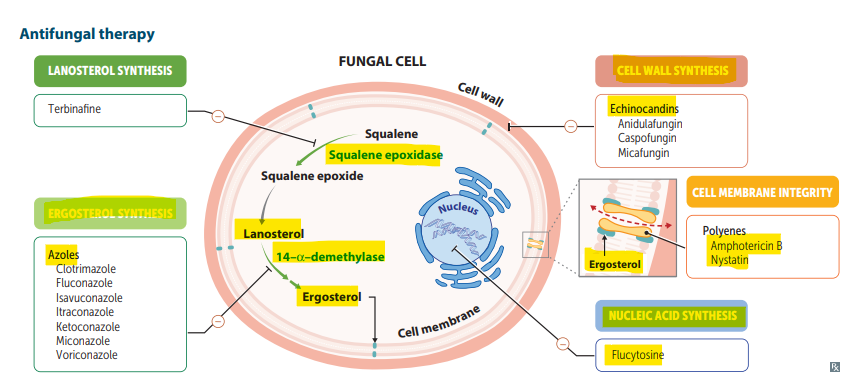 Antifungal therapy
LANOSTEROL SYNTHESIS
Terbinafine
ERGOSTEROL SYNTHESIS
Azoles
Clotrimazole
Fluconazole
Isavuconazole
Itraconazole
Ketoconazole
Miconazole
Voriconazole
FUNGAL CELL
Cell wall
Squalene
Squalene epoxidase
Squalene epoxide
Lanosterol
14–α–demethylase
Ergosterol
Cell membrane
Nucleus
CELL WALL SYNTHESIS
Echinocandins
Anidulafungin
Caspofungin
Micafungin
CELL MEMBRANE INTEGRITY
Polyenes
Amphotericin B
Nystatin
Ergosterol
NUCLEIC ACID SYNTHESIS
Flucytosine
℞